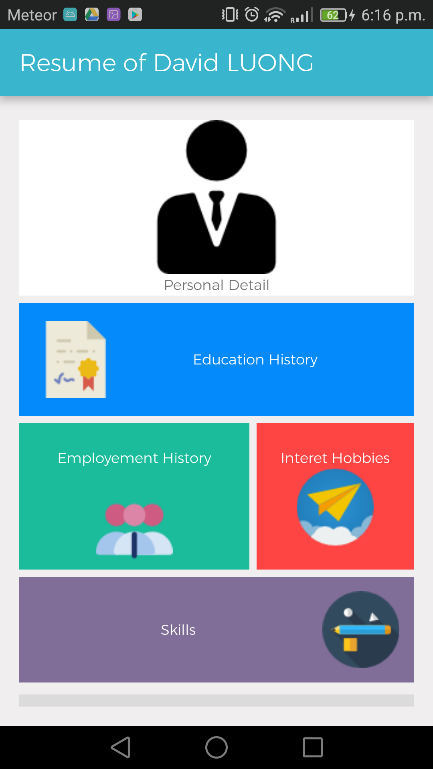 Meteor 62 6:16 p.m.
Resume of David LUONG
Personal Detail
Education History
Employement History
Interet Hobbies
Skills